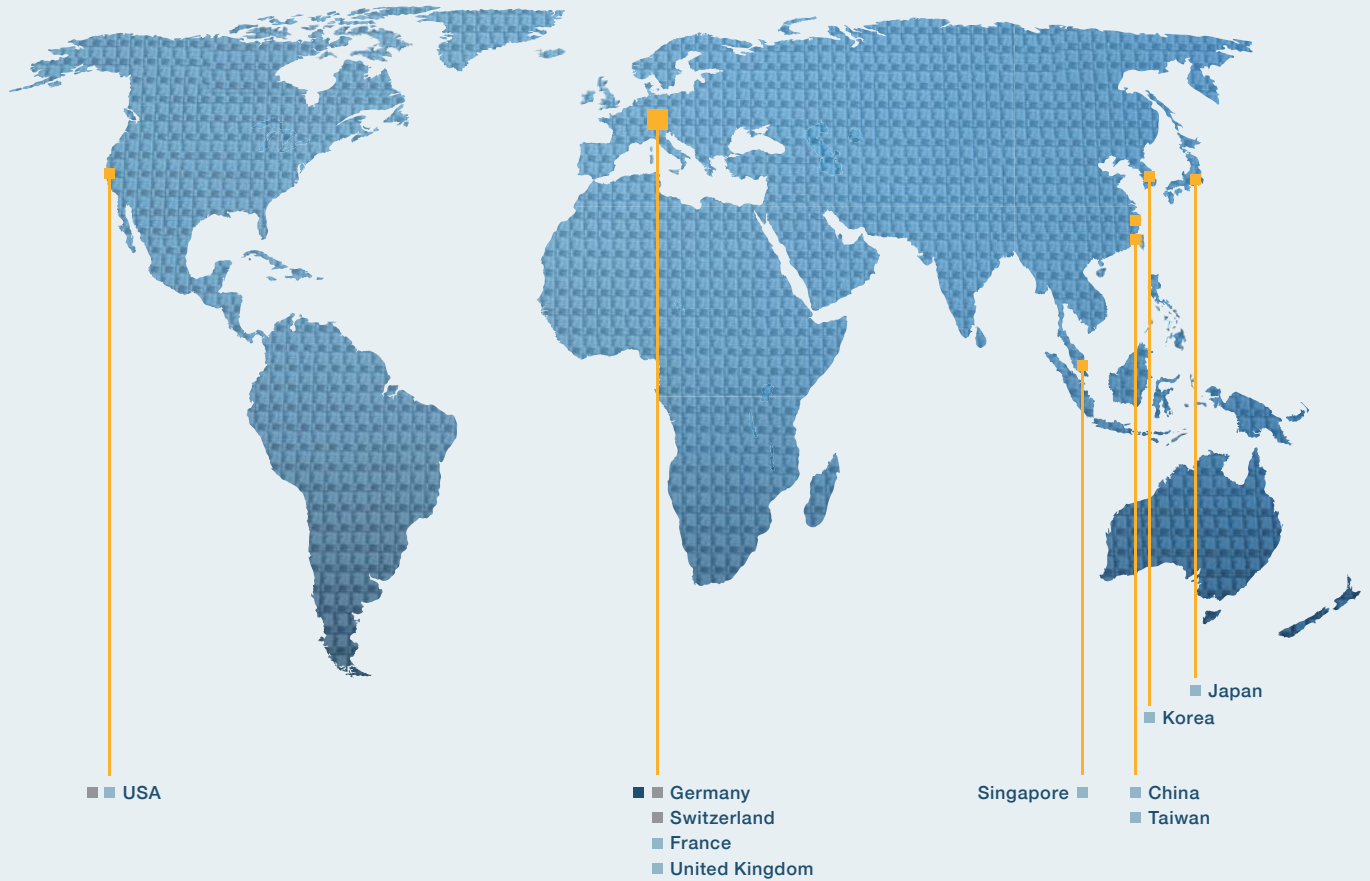 Japan
Korea
USA
Germany
Switzerland
France
United Kingdom
Singapore
China
Taiwan